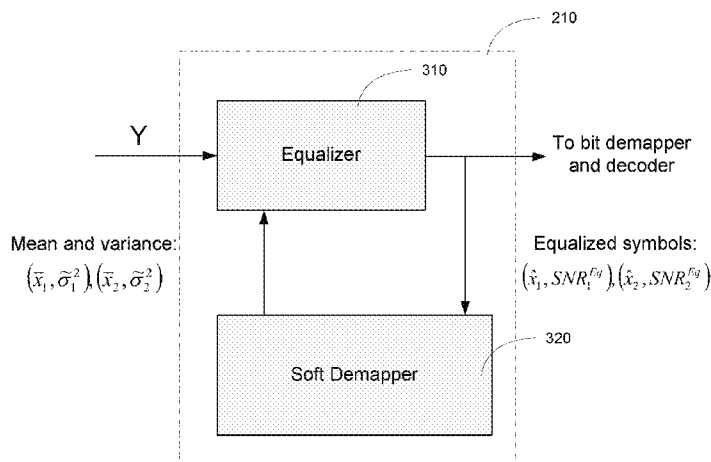 210
310
Y
Equalizer
To bit demapper
and decoder
Mean and variance:
(x̄₁, σ̃₁²), (x̄₂, σ̃₂²)
Equalized symbols:
(x̂₁, SNR₁^Eq), (x̂₂, SNR₂^Eq)
320
Soft Demapper